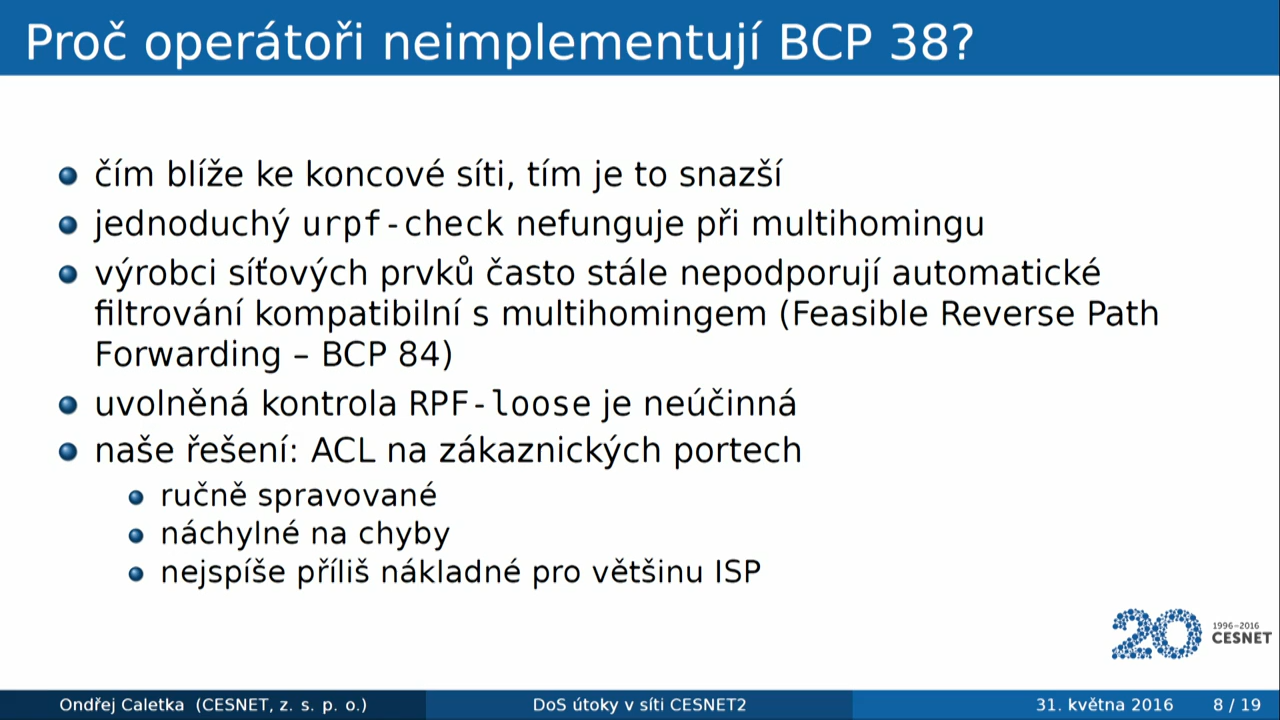 Proč operátoři neimplementují BCP 38?
čím blíže ke koncové síti, tím je to snazší
jednoduchý urpf-check nefunguje při multihomingu
výrobci síťových prvků často stále nepodporují automatické
filtrování kompatibilní s multihomingem (Feasible Reverse Path
Forwarding – BCP 84)
uvolněná kontrola RPF-loose je neúčinná
naše řešení: ACL na zákaznických portech
ručně spravované
náchylné na chyby
nejspíše příliš nákladné pro většinu ISP
20 1996–2016
CESNET
Ondřej Caletka (CESNET, z. s. p. o.) DoS útoky v síti CESNET2 31. května 2016 8 / 19